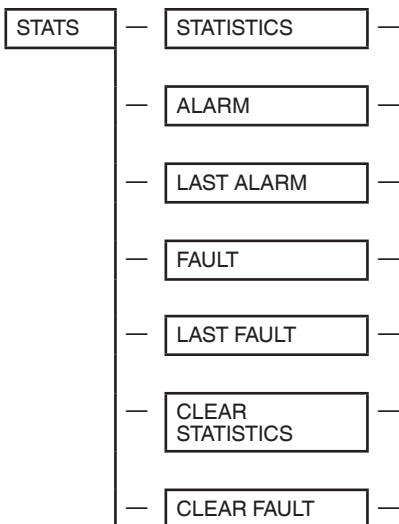 STATS
STATISTICS
ALARM
LAST ALARM
FAULT
LAST FAULT
CLEAR
STATISTICS
CLEAR FAULT